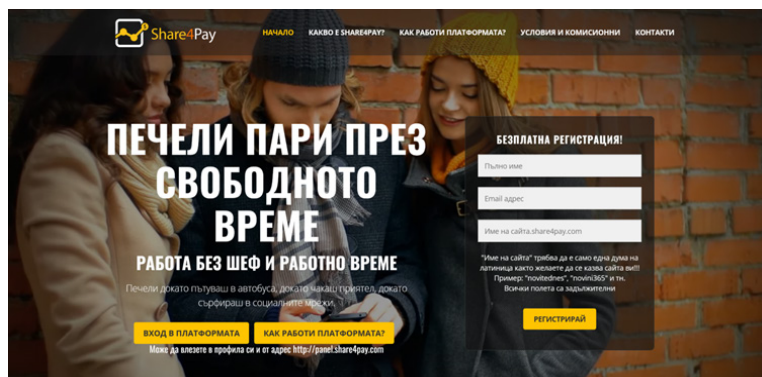 Share4Pay
НАЧАЛО КАКВО Е SHARE4PAY? КАК РАБОТИ ПЛАТФОРМАТА? УСЛОВИЯ И КОМИСИОННИ КОНТАКТИ
ПЕЧЕЛИ ПАРИ ПРЕЗ
СВОБОДНОТО
ВРЕМЕ
РАБОТА БЕЗ ШЕФ И РАБОТНО ВРЕМЕ
Печели докато пътуваш в автобуса, докато чакаш приятел, докато
сърфираш в социалните мрежи.
ВХОД В ПЛАТФОРМАТА КАК РАБОТИ ПЛАТФОРМАТА?
Може да влезете в профила си и от адрес http://panel.share4pay.com
БЕЗПЛАТНА РЕГИСТРАЦИЯ!
Пълно име
Email адрес
Име на сайта.share4pay.com
"Име на сайта" трябва да е само една дума на
латиница както желаете да се казва сайта ви!!!
Пример: "novitednes", "novini365" и тн.
Всички полета са задължителни
РЕГИСТРИРАЙ